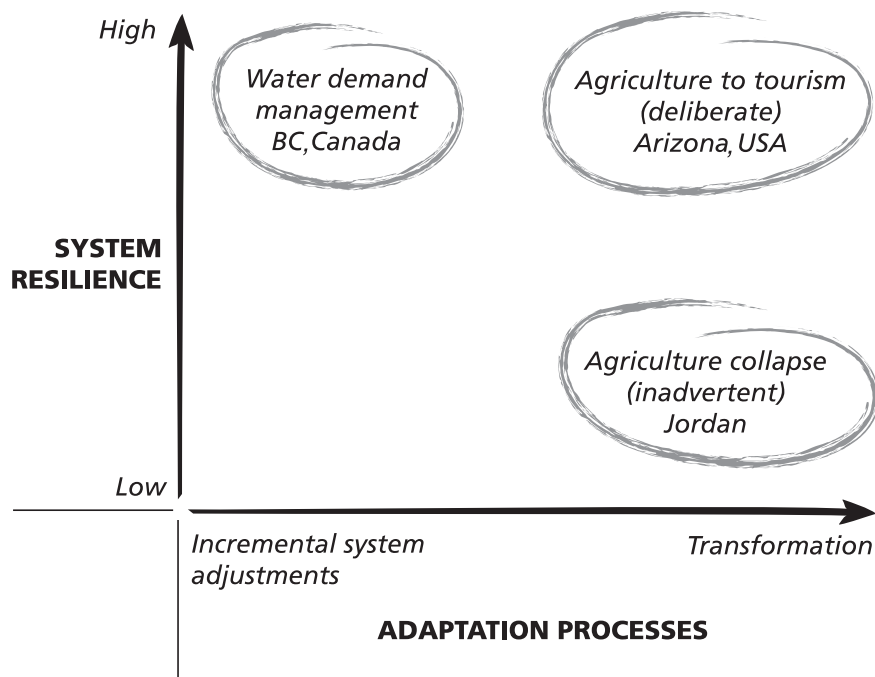 High
Water demand
management
BC, Canada
Agriculture to tourism
(deliberate)
Arizona, USA
SYSTEM
RESILIENCE
Agriculture collapse
(inadvertent)
Jordan
Low
Incremental system
adjustments
Transformation
ADAPTATION PROCESSES